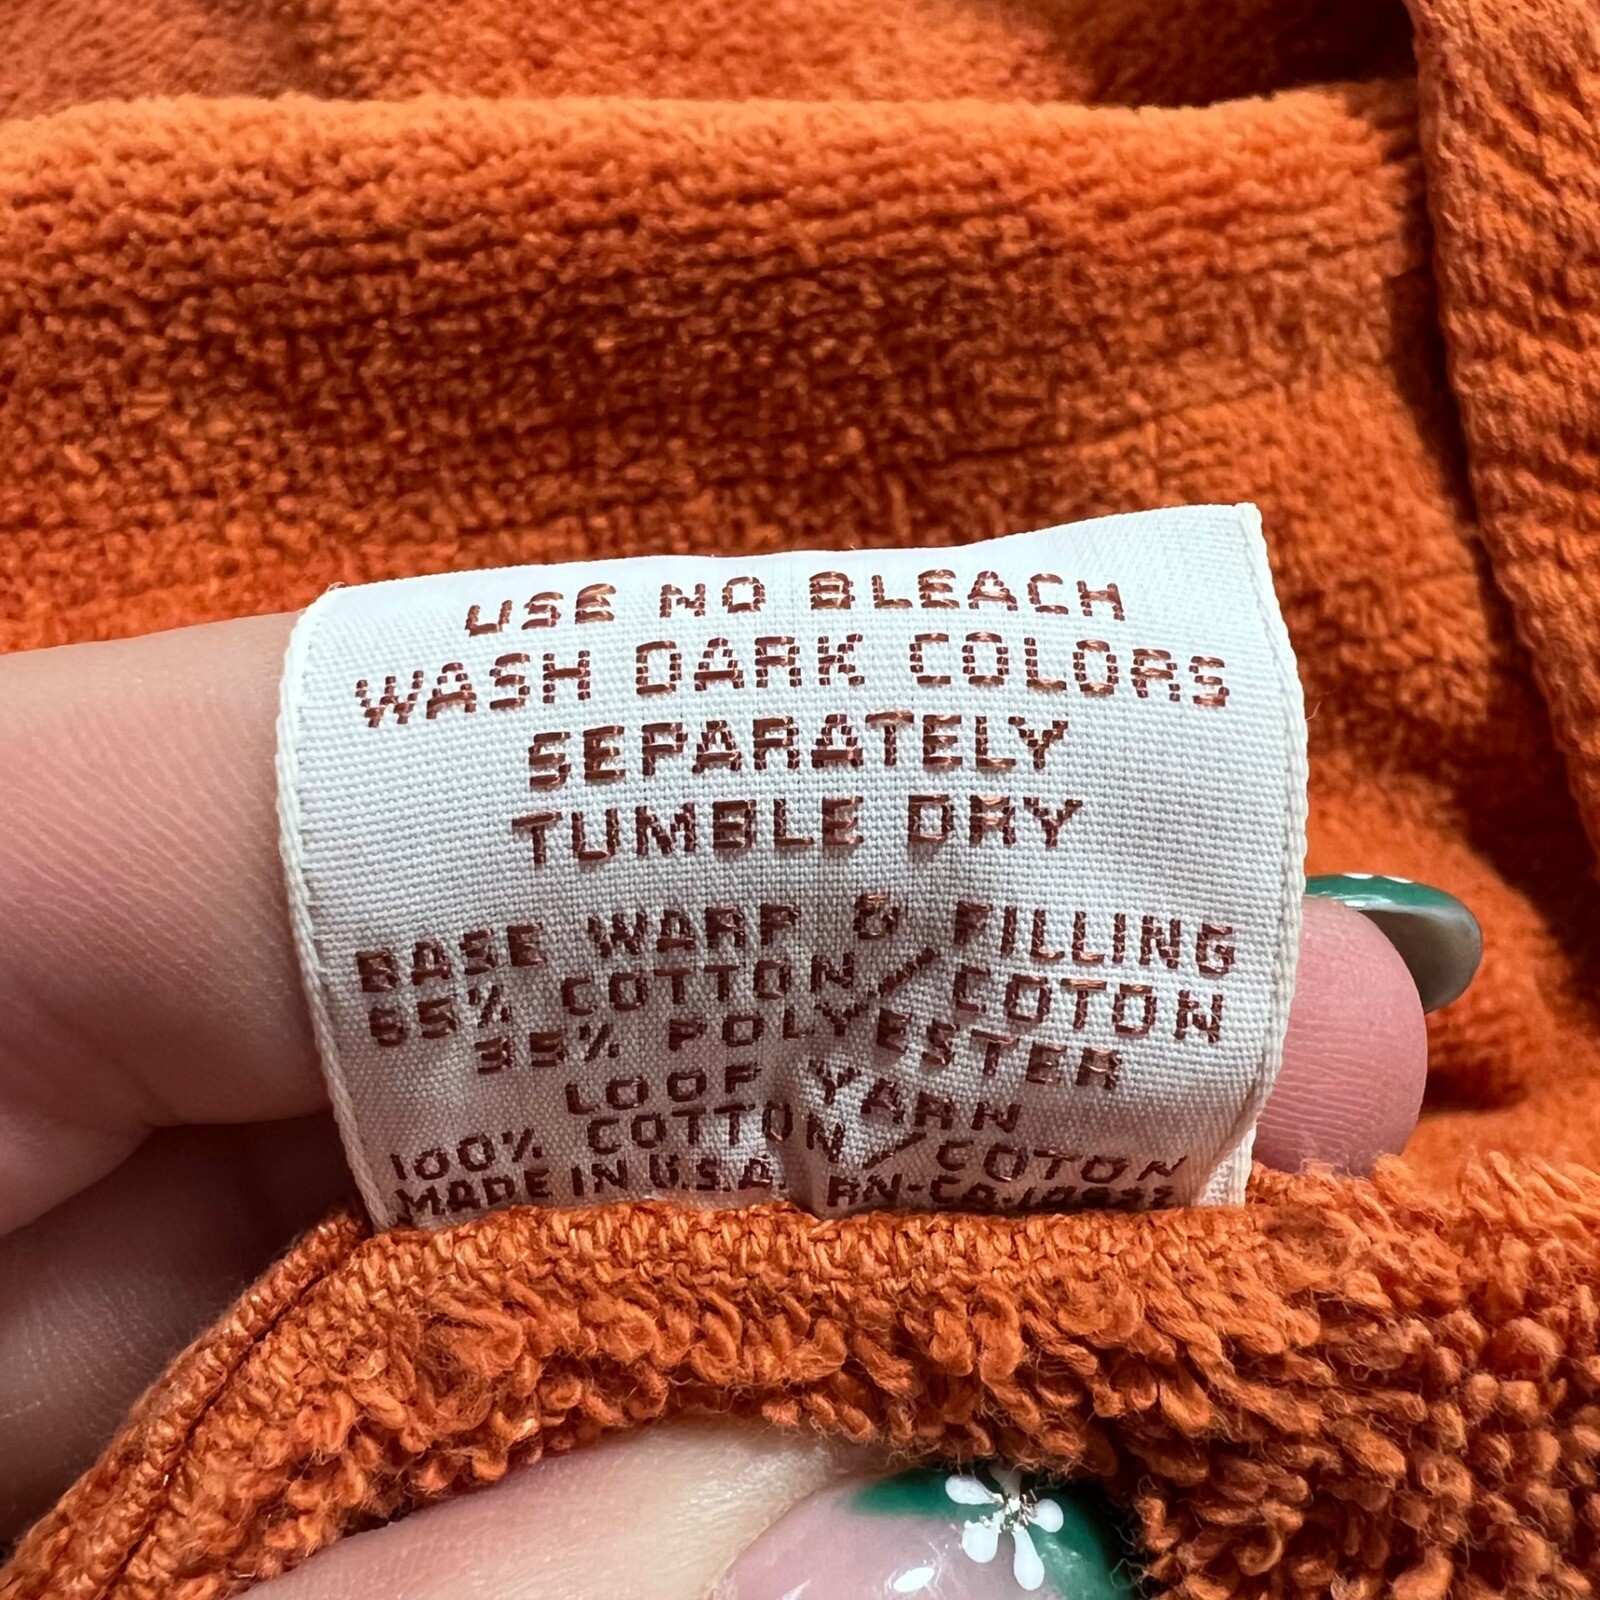 USE NO BLEACH
WASH DARK COLORS
SEPARATELY
TUMBLE DRY
BASE WARP & FILLING
65% COTTON/COTON
35% POLYESTER
LOOP YARN
100% COTTON/COTON
MADE IN U.S.A.